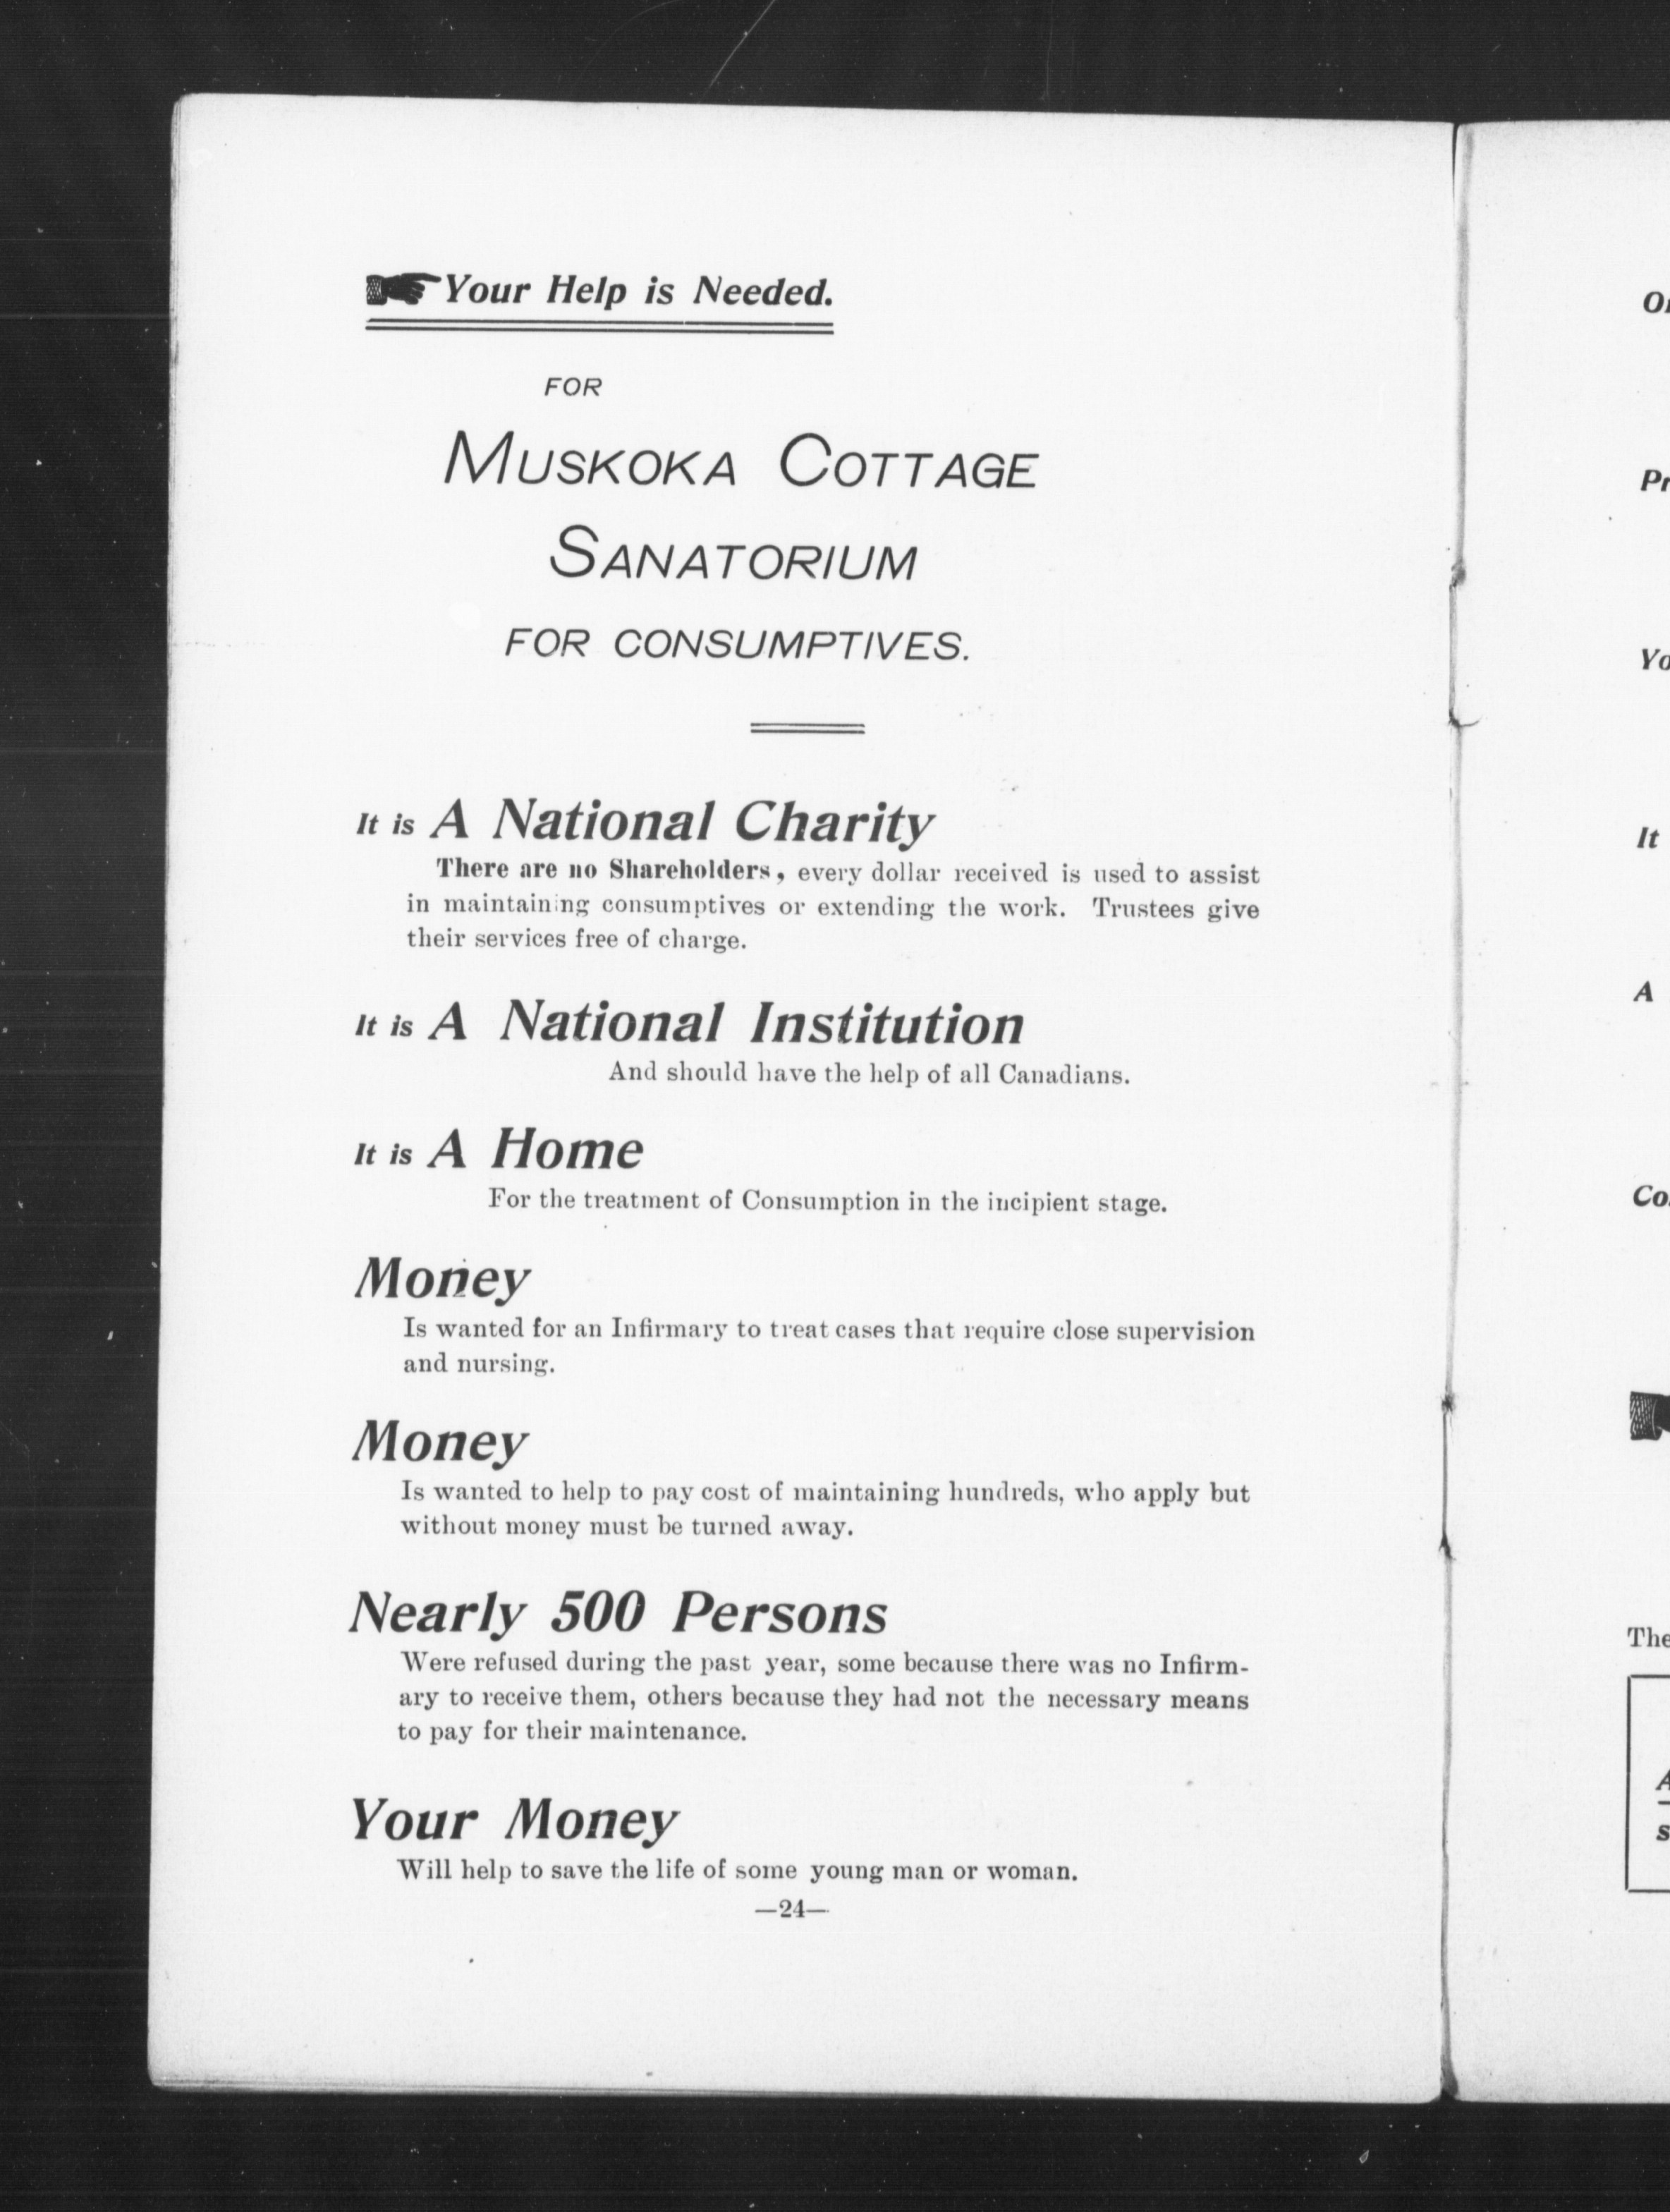 Your Help is Needed.
FOR
MUSKOKA COTTAGE
SANATORIUM
FOR CONSUMPTIVES.
It is A National Charity
There are no Shareholders, every dollar received is used to assist
in maintaining consumptives or extending the work. Trustees give
their services free of charge.
It is A National Institution
And should have the help of all Canadians.
It is A Home
For the treatment of Consumption in the incipient stage.
Money
Is wanted for an Infirmary to treat cases that require close supervision
and nursing.
Money
Is wanted to help to pay cost of maintaining hundreds, who apply but
without money must be turned away.
Nearly 500 Persons
Were refused during the past year, some because there was no Infirm-
ary to receive them, others because they had not the necessary means
to pay for their maintenance.
Your Money
Will help to save the life of some young man or woman.
—24—
It
A
The